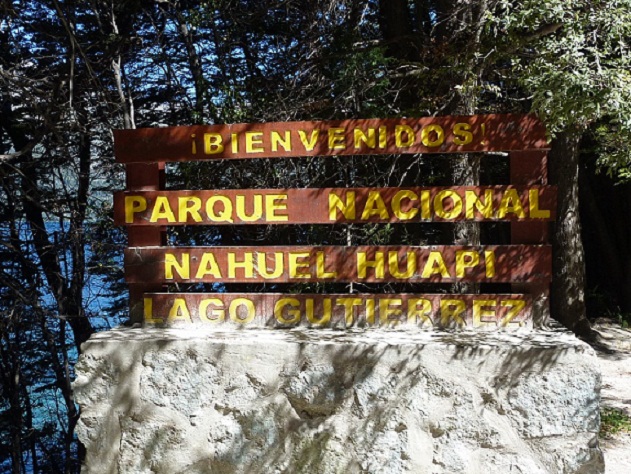 ¡BIENVENIDOS!
PARQUE NACIONAL
NAHUEL HUAPI
LAGO GUTIERREZ